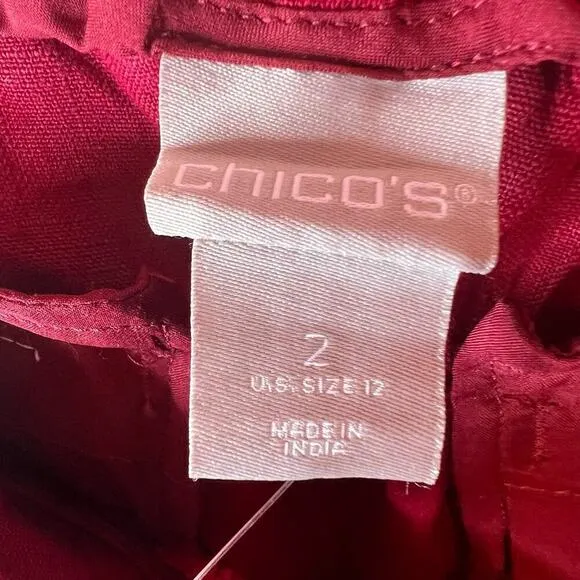 chico's®
2
U.S. SIZE 12
MADE IN
INDIA